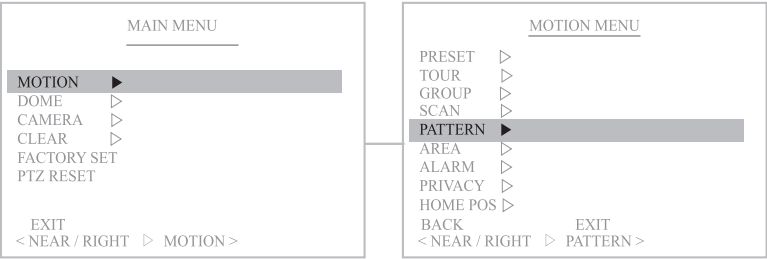 MAIN MENU
MOTION ▶
DOME ▷
CAMERA ▷
CLEAR ▷
FACTORY SET
PTZ RESET
EXIT
< NEAR / RIGHT ▷ MOTION >
MOTION MENU
PRESET ▷
TOUR ▷
GROUP ▷
SCAN ▷
PATTERN ▶
AREA ▷
ALARM ▷
PRIVACY ▷
HOME POS ▷
BACK EXIT
< NEAR / RIGHT ▷ PATTERN >